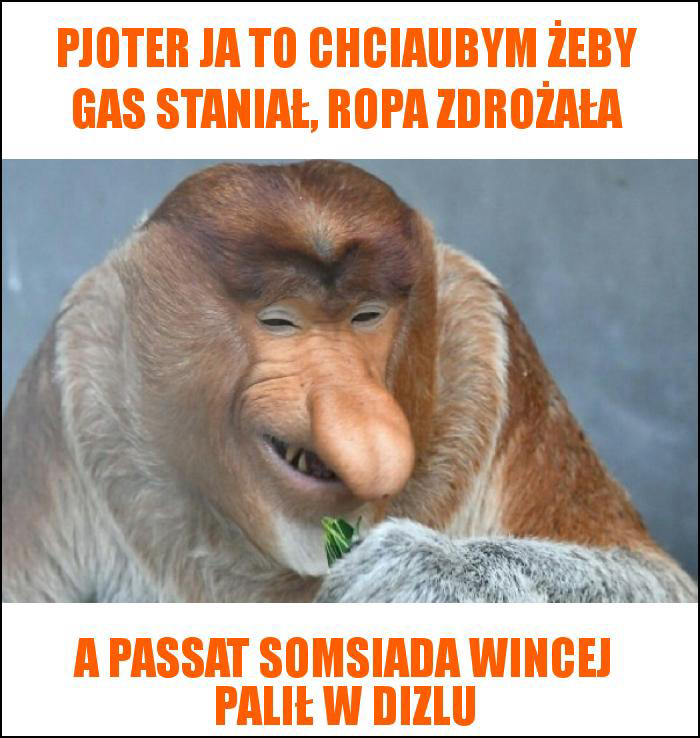 PJOTER JA TO CHCIAUBYM ŻEBY
GAS STANIAŁ, ROPA ZDROŻAŁA
A PASSAT SOMSIADA WINCEJ
PALIŁ W DIZLU